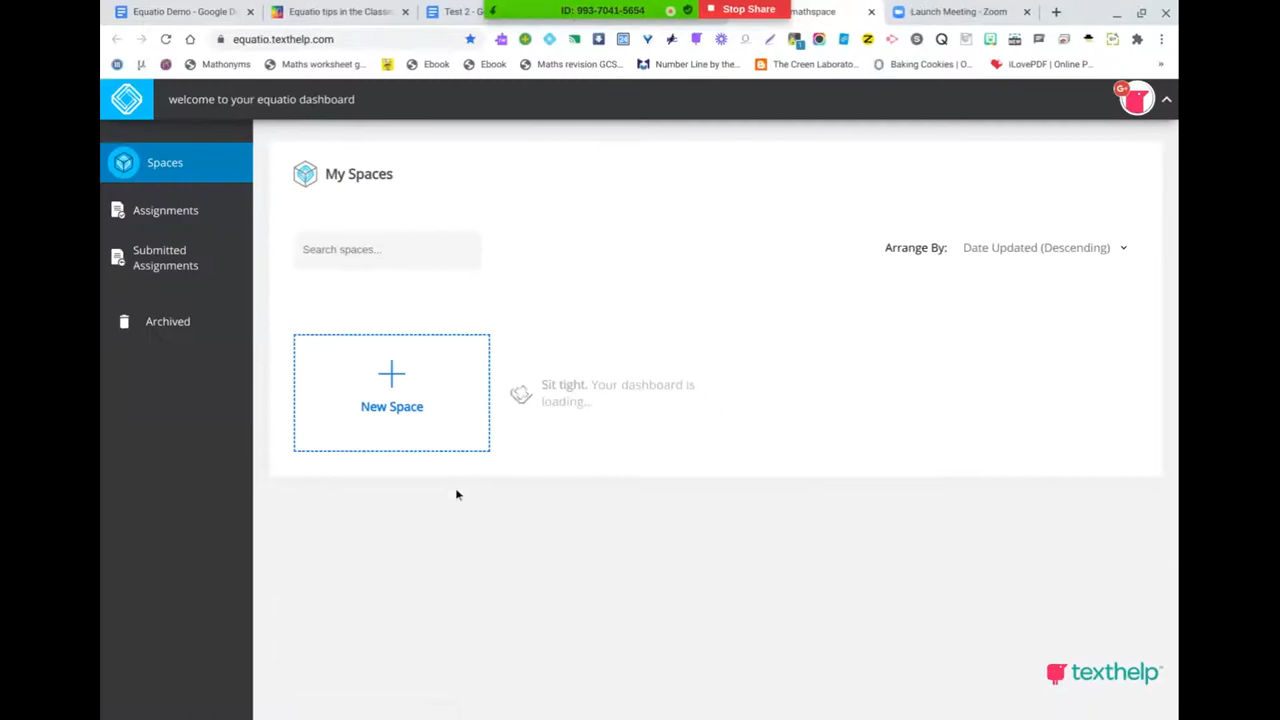 Equatio Demo - Google D
Equatio tips in the Classr
Test 2 - G
ID: 993-7041-5654
Stop Share
mathspace
Launch Meeting - Zoom
equatio.texthelp.com
Mathonyms
Maths worksheet g...
Ebook
Ebook
Maths revision GCS...
Number Line by the...
The Creen Laborato...
Baking Cookies | O...
ILovePDF | Online P...
»
welcome to your equatio dashboard
G+
Spaces
My Spaces
Assignments
Submitted
Assignments
Search spaces...
Arrange By: Date Updated (Descending)
Archived
New Space
Sit tight. Your dashboard is
loading...
texthelp